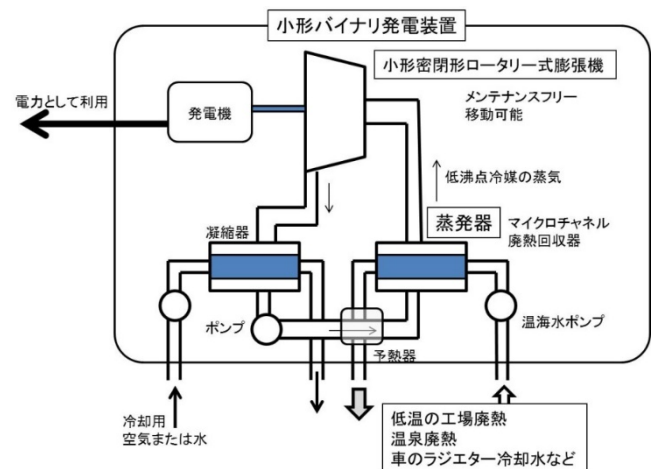 小形バイナリ発電装置
小形密閉形ロータリー式膨張機
電力として利用
発電機
メンテナンスフリー
移動可能
低沸点冷媒の蒸気
凝縮器
蒸発器
マイクロチャネル
廃熱回収器
ポンプ
温海水ポンプ
予熱器
冷却用
空気または水
低温の工場廃熱
温泉廃熱
車のラジエター冷却水など